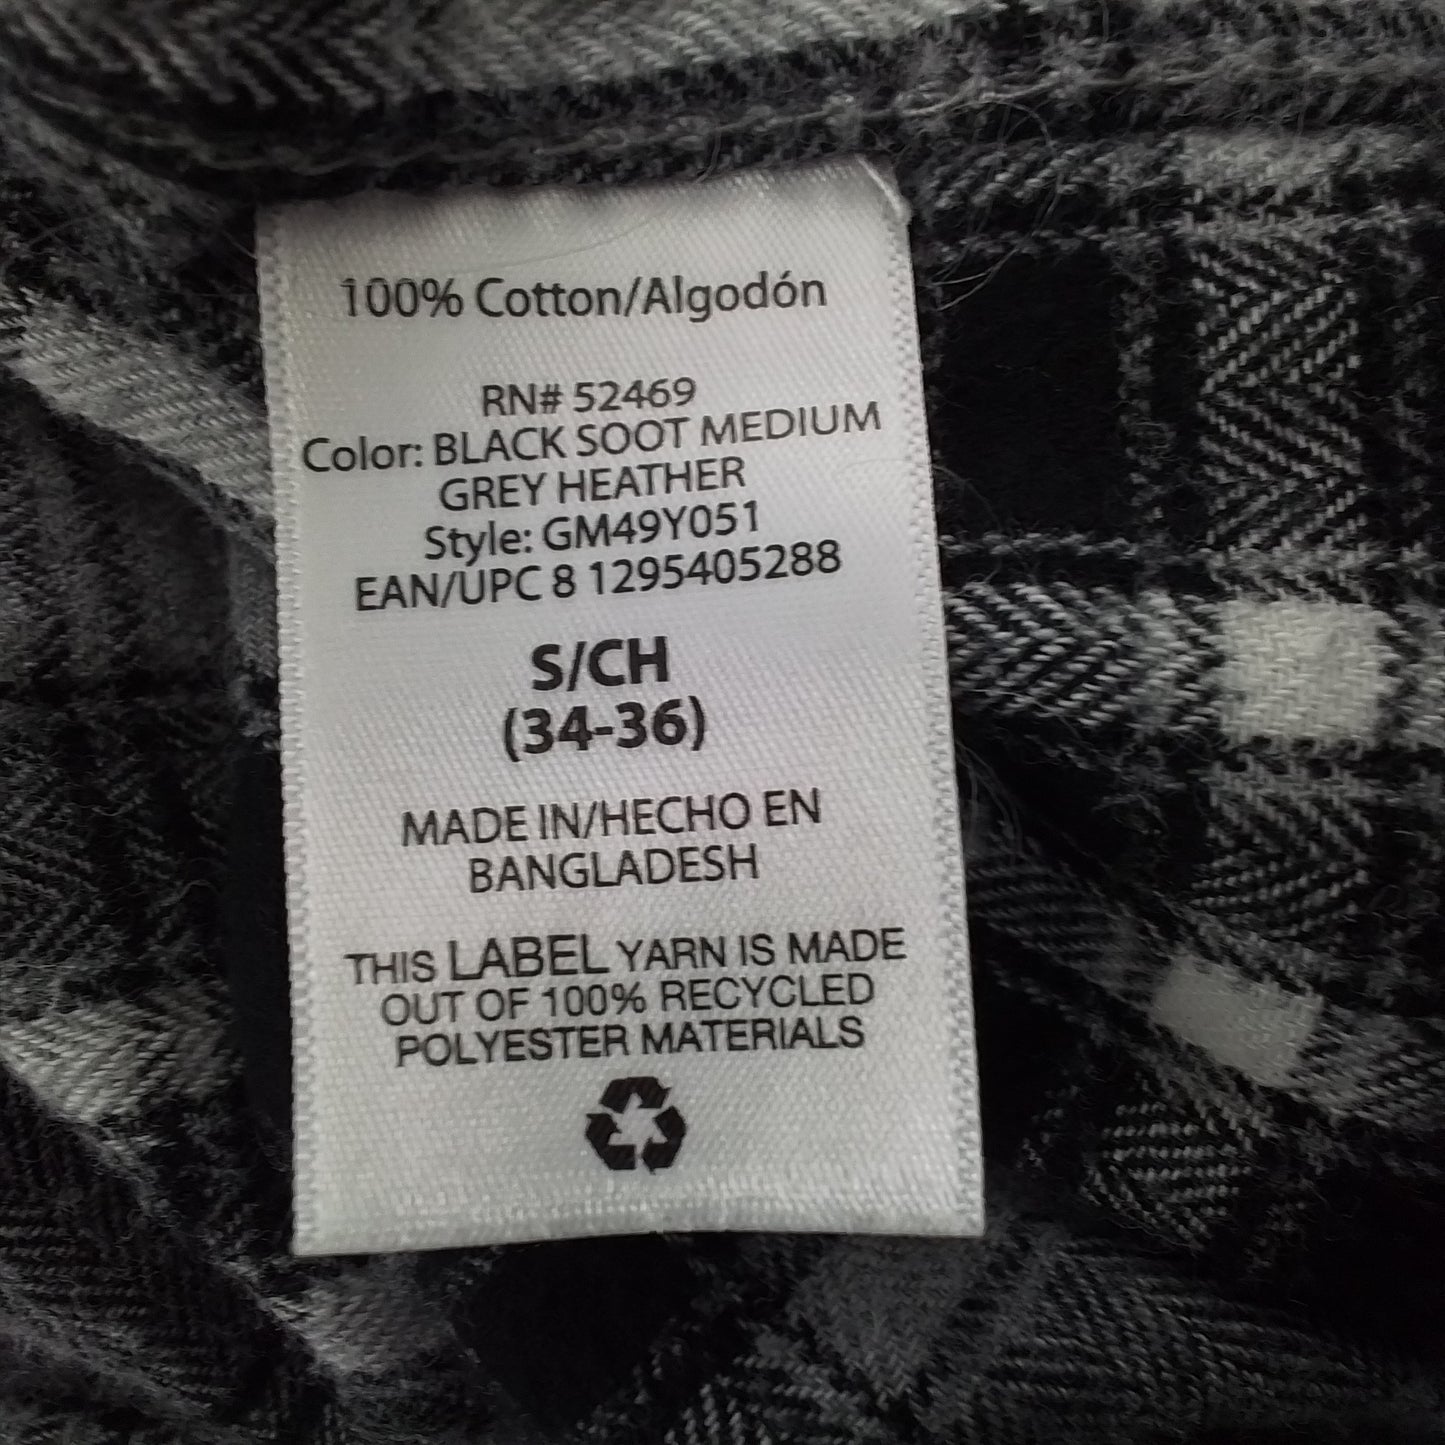 100% Cotton/Algodón
RN# 52469
Color: BLACK SOOT MEDIUM
GREY HEATHER
Style: GM49Y051
EAN/UPC 8 1295405288
S/CH
(34-36)
MADE IN/HECHO EN
BANGLADESH
THIS LABEL YARN IS MADE
OUT OF 100% RECYCLED
POLYESTER MATERIALS